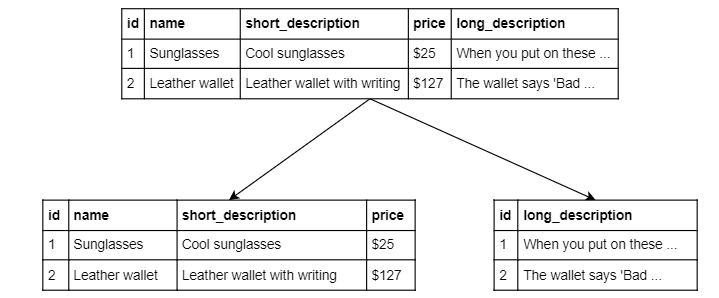 id name short_description price long_description
1 Sunglasses Cool sunglasses $25 When you put on these ...
2 Leather wallet Leather wallet with writing $127 The wallet says 'Bad ...
id name short_description price
1 Sunglasses Cool sunglasses $25
2 Leather wallet Leather wallet with writing $127
id long_description
1 When you put on these ...
2 The wallet says 'Bad ...